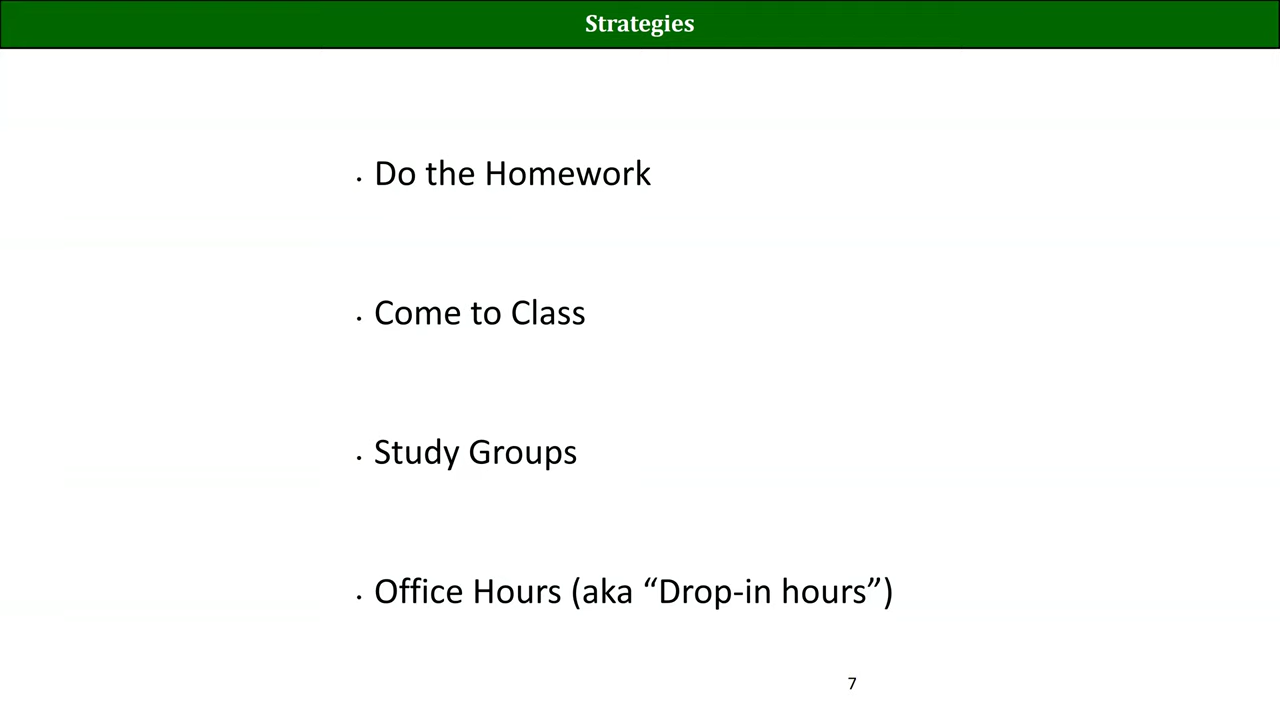 Strategies
• Do the Homework
• Come to Class
• Study Groups
• Office Hours (aka “Drop-in hours”)
7